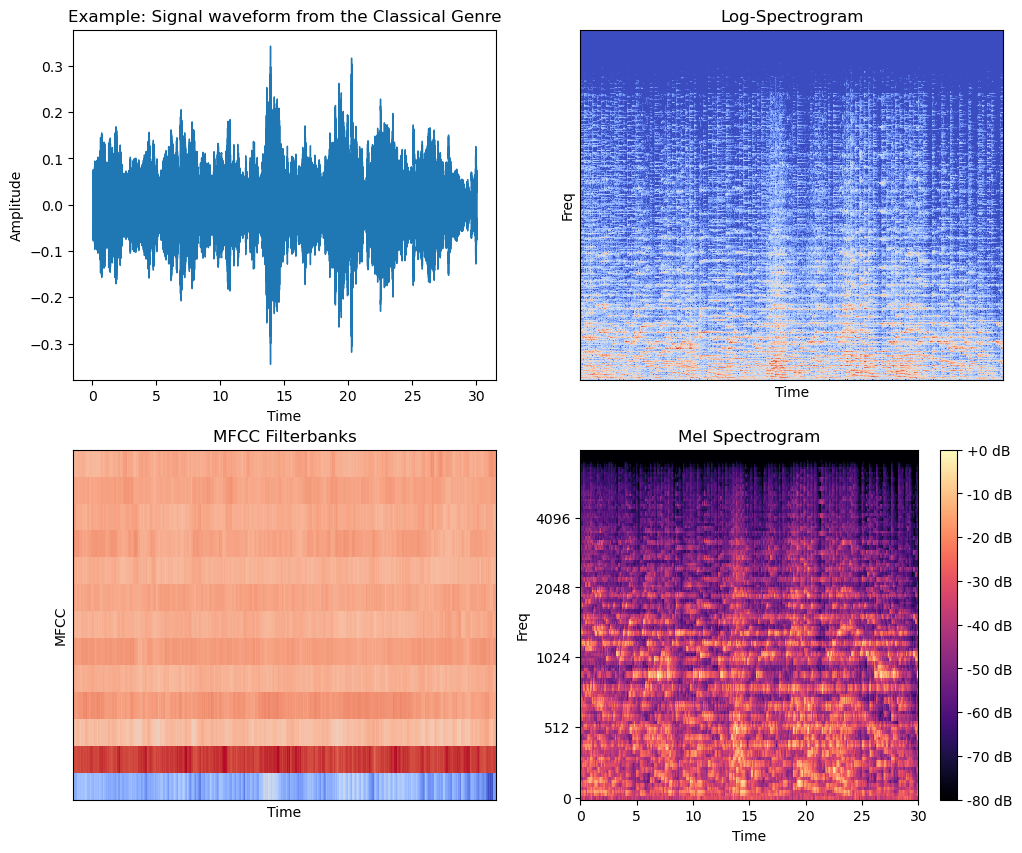 Example: Signal waveform from the Classical Genre
0.3
0.2
0.1
0.0
−0.1
−0.2
−0.3
Amplitude
0 5 10 15 20 25 30
Time
Log-Spectrogram
Freq
Time
MFCC Filterbanks
MFCC
Time
Mel Spectrogram
4096
2048
1024
512
0
Freq
0 5 10 15 20 25 30
Time
+0 dB
-10 dB
-20 dB
-30 dB
-40 dB
-50 dB
-60 dB
-70 dB
-80 dB